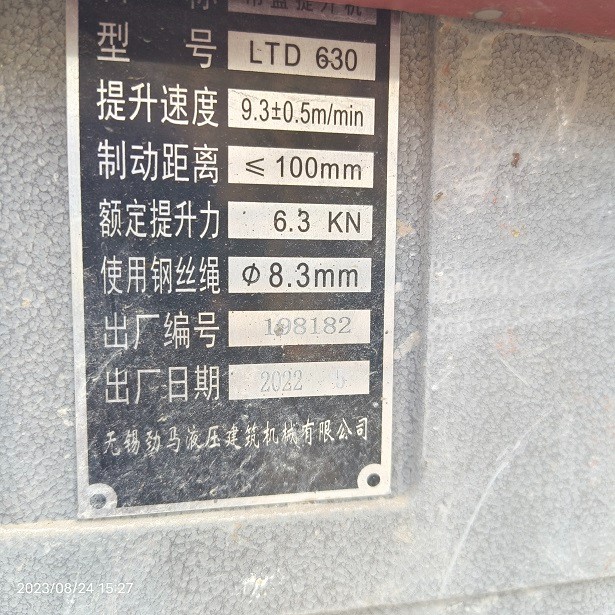 型 号 LTD 630
提升速度 9.3±0.5m/min
制动距离 ≤ 100mm
额定提升力 6.3 KN
使用钢丝绳 Φ 8.3mm
出厂编号 198182
出厂日期 2022 5
无锡劲马液压建筑机械有限公司
2023/08/24 15:27